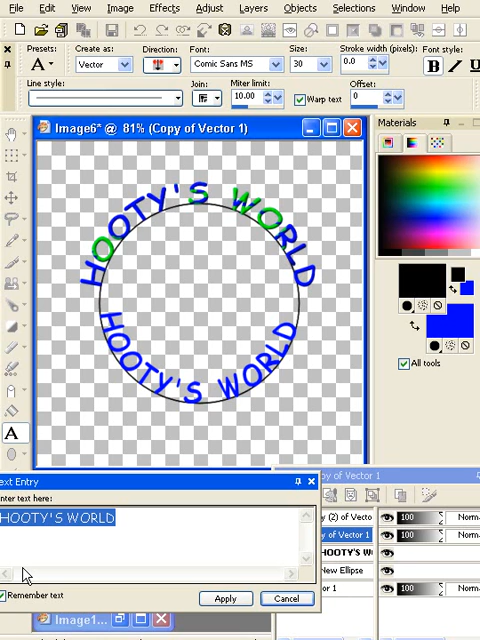 File Edit View Image Effects Adjust Layers Objects Selections Window Help
Presets: Create as: Direction: Font: Size: Stroke width (pixels): Font style:
A Vector Comic Sans MS 30 0.0 B I
Line style: Join: Miter limit: Offset:
10.00 Warp text 0
Image6* @ 81% (Copy of Vector 1)
Materials
HOOTY'S WORLD
HOOTY'S WORLD
All tools
A
ext Entry
nter text here:
HOOTY'S WORLD
Remember text
Apply Cancel
py of Vector 1
y (2) of Vecto 100 Norm
py of Vector 1 100 Norm
HOOTY'S W
New Ellipse
or 1 100 Norm
Image1...